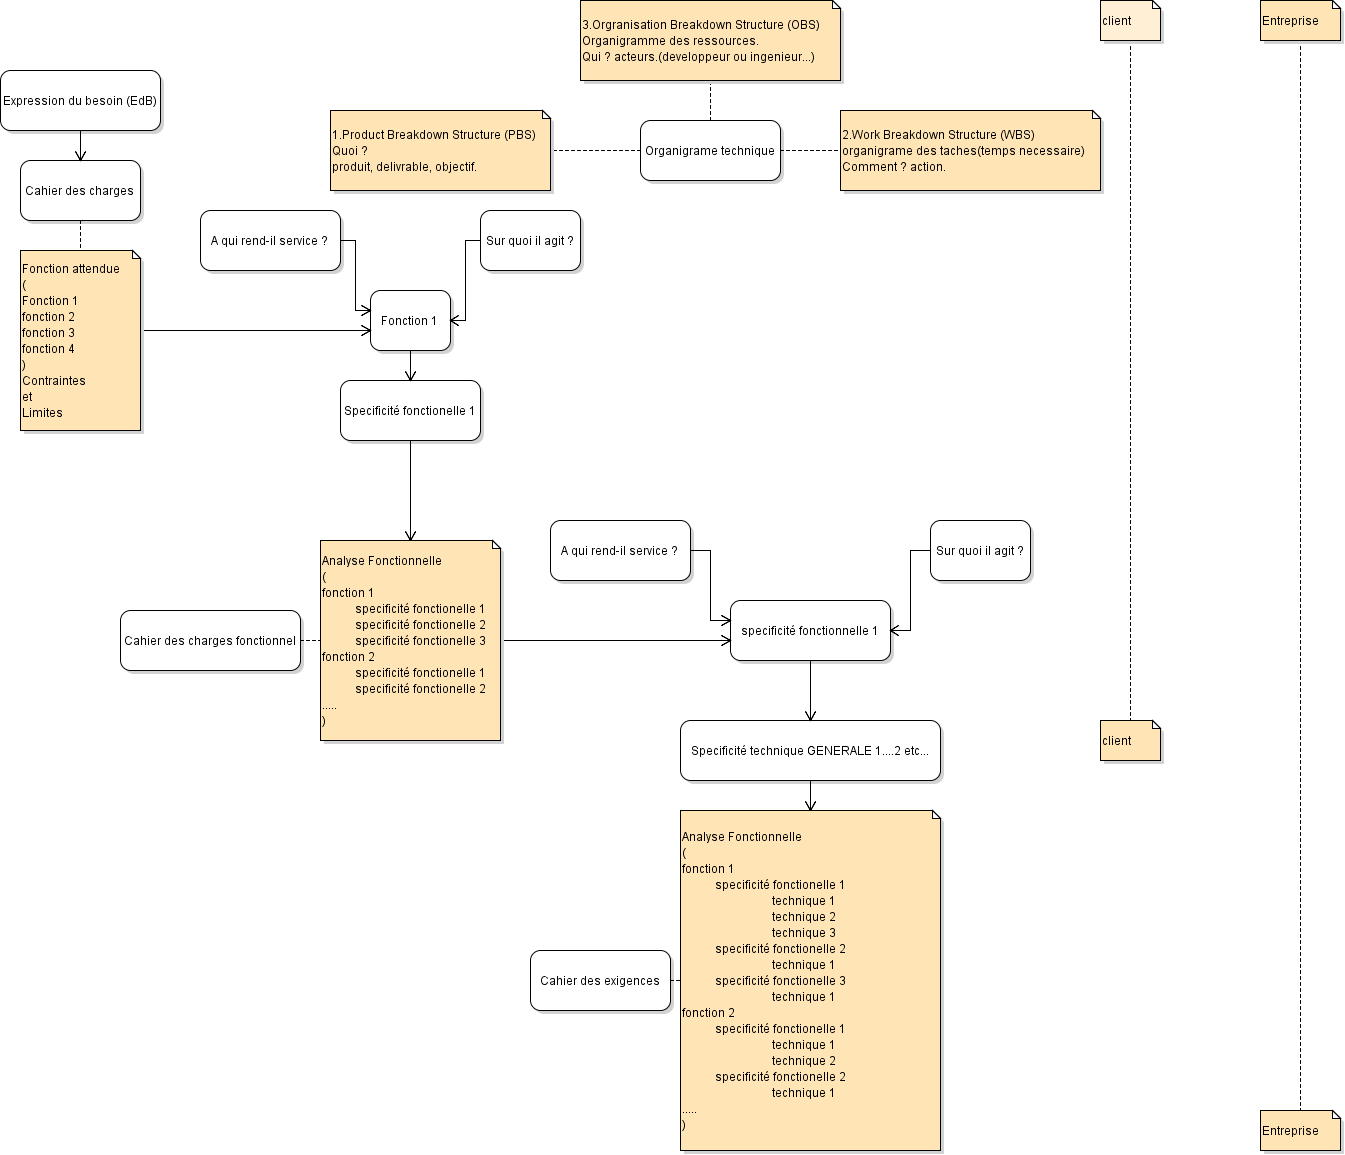 3.Orgranisation Breakdown Structure (OBS)
Organigramme des ressources.
Qui ? acteurs.(developpeur ou ingenieur...)
client
Entreprise
Expression du besoin (EdB)
1.Product Breakdown Structure (PBS)
Quoi ?
produit, delivrable, objectif.
Organigrame technique
2.Work Breakdown Structure (WBS)
organigrame des taches(temps necessaire)
Comment ? action.
Cahier des charges
A qui rend-il service ?
Sur quoi il agit ?
Fonction attendue
(
Fonction 1
fonction 2
fonction 3
fonction 4
)
Contraintes
et
Limites
Fonction 1
Specificité fonctionelle 1
A qui rend-il service ?
Sur quoi il agit ?
Cahier des charges fonctionnel
Analyse Fonctionnelle
(
fonction 1
specificité fonctionelle 1
specificité fonctionelle 2
specificité fonctionelle 3
fonction 2
specificité fonctionelle 1
specificité fonctionelle 2
.....
)
specificité fonctionnelle 1
Specificité technique GENERALE 1....2 etc...
client
Cahier des exigences
Analyse Fonctionnelle
(
fonction 1
specificité fonctionelle 1
technique 1
technique 2
technique 3
specificité fonctionelle 2
technique 1
specificité fonctionelle 3
technique 1
fonction 2
specificité fonctionelle 1
technique 1
technique 2
specificité fonctionelle 2
technique 1
.....
)
Entreprise